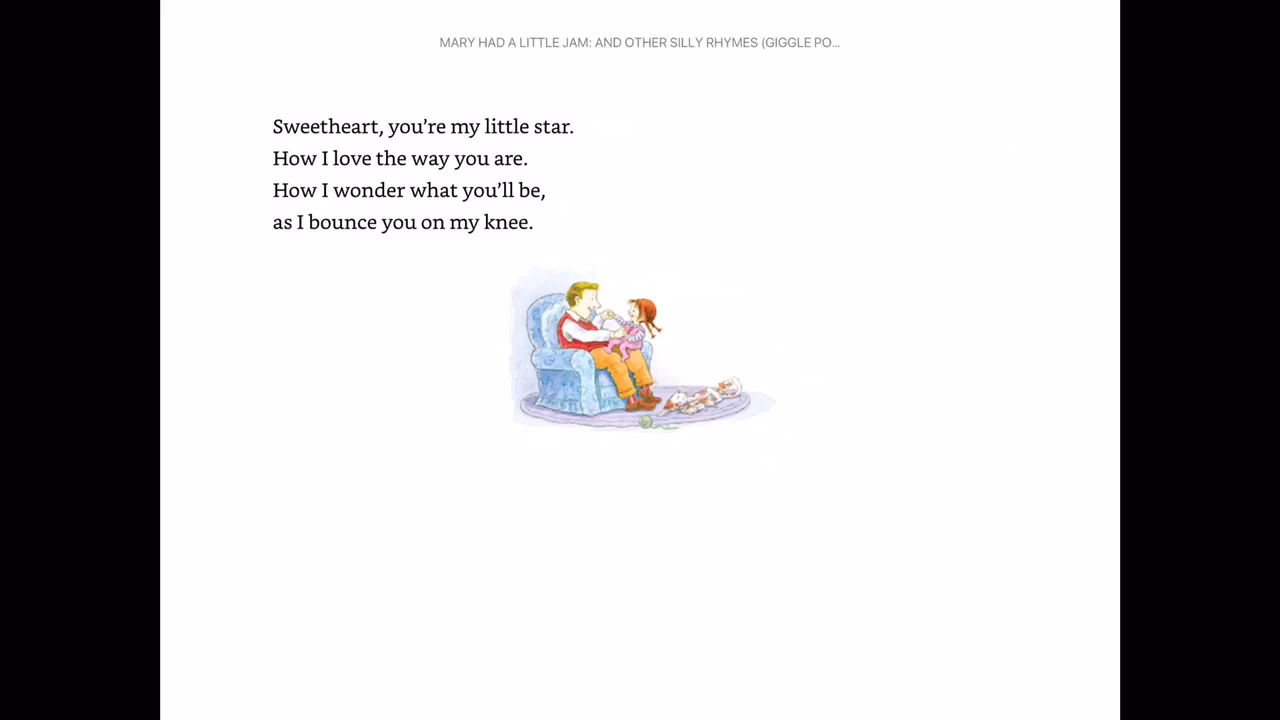 MARY HAD A LITTLE JAM: AND OTHER SILLY RHYMES (GIGGLE PO...
Sweetheart, you’re my little star.
How I love the way you are.
How I wonder what you’ll be,
as I bounce you on my knee.